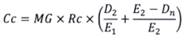 Cc = MG × Rc × (D₂/E₁ + (E₂ − Dₙ)/E₂)